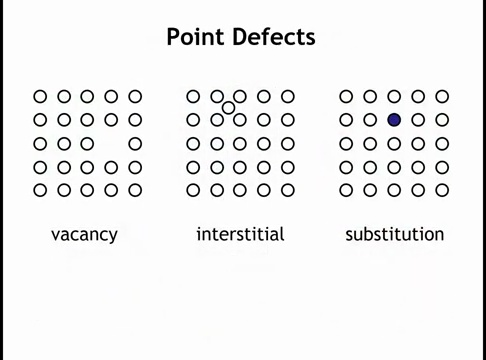 Point Defects
vacancy
interstitial
substitution